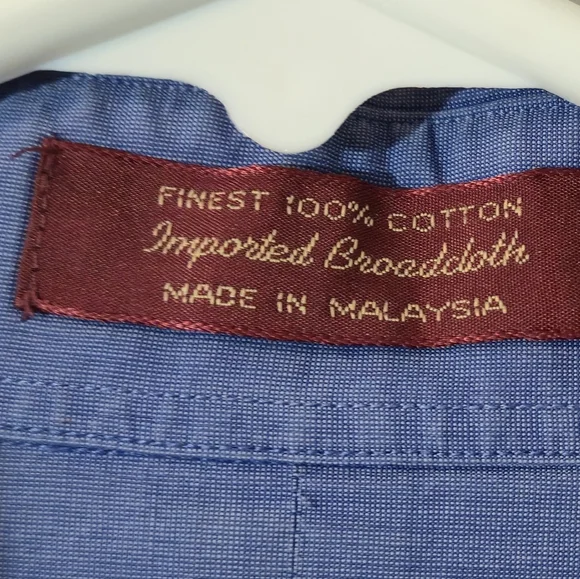 FINEST 100% COTTON
Imported Broadcloth
MADE IN MALAYSIA